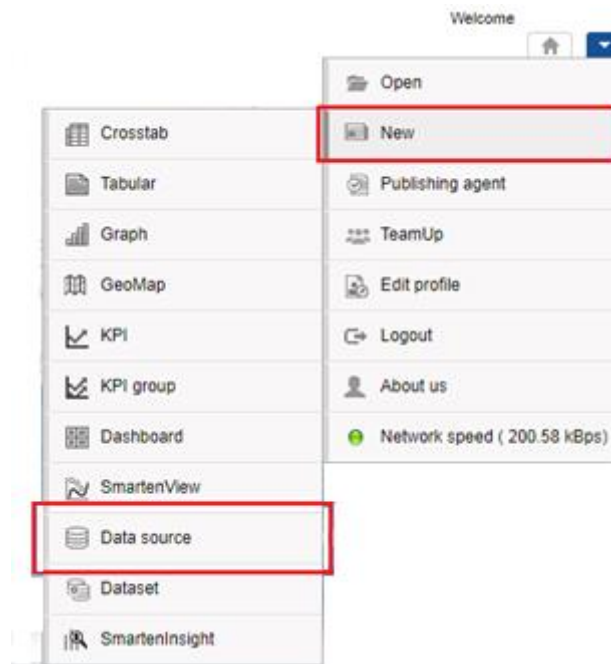 Welcome
Open
New
Publishing agent
TeamUp
Edit profile
Logout
About us
Network speed ( 200.58 kBps)
Crosstab
Tabular
Graph
GeoMap
KPI
KPI group
Dashboard
SmartenView
Data source
Dataset
SmartenInsight